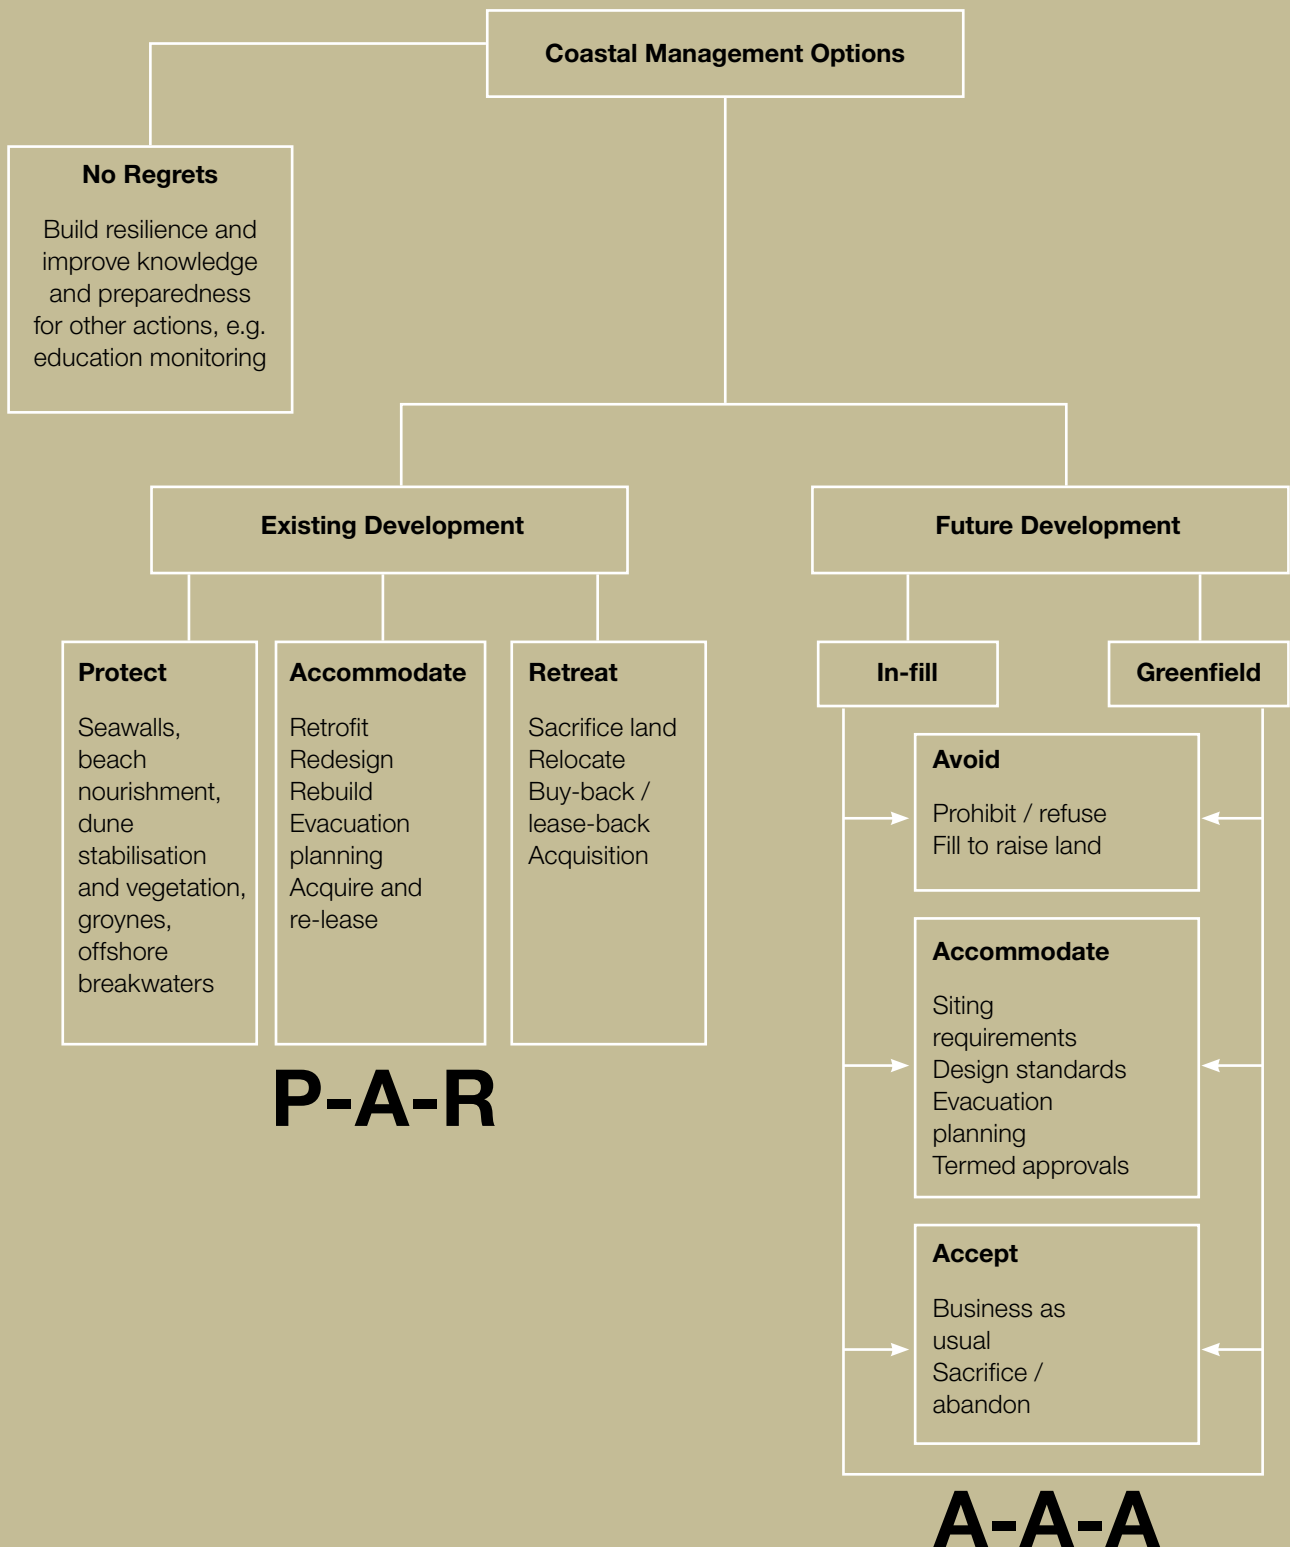 Coastal Management Options
No Regrets
Build resilience and
improve knowledge
and preparedness
for other actions, e.g.
education monitoring
Existing Development
Protect
Seawalls,
beach
nourishment,
dune
stabilisation
and vegetation,
groynes,
offshore
breakwaters
Accommodate
Retrofit
Redesign
Rebuild
Evacuation
planning
Acquire and
re-lease
Retreat
Sacrifice land
Relocate
Buy-back /
lease-back
Acquisition
P-A-R
Future Development
In-fill
Greenfield
Avoid
Prohibit / refuse
Fill to raise land
Accommodate
Siting
requirements
Design standards
Evacuation
planning
Termed approvals
Accept
Business as
usual
Sacrifice /
abandon
A-A-A